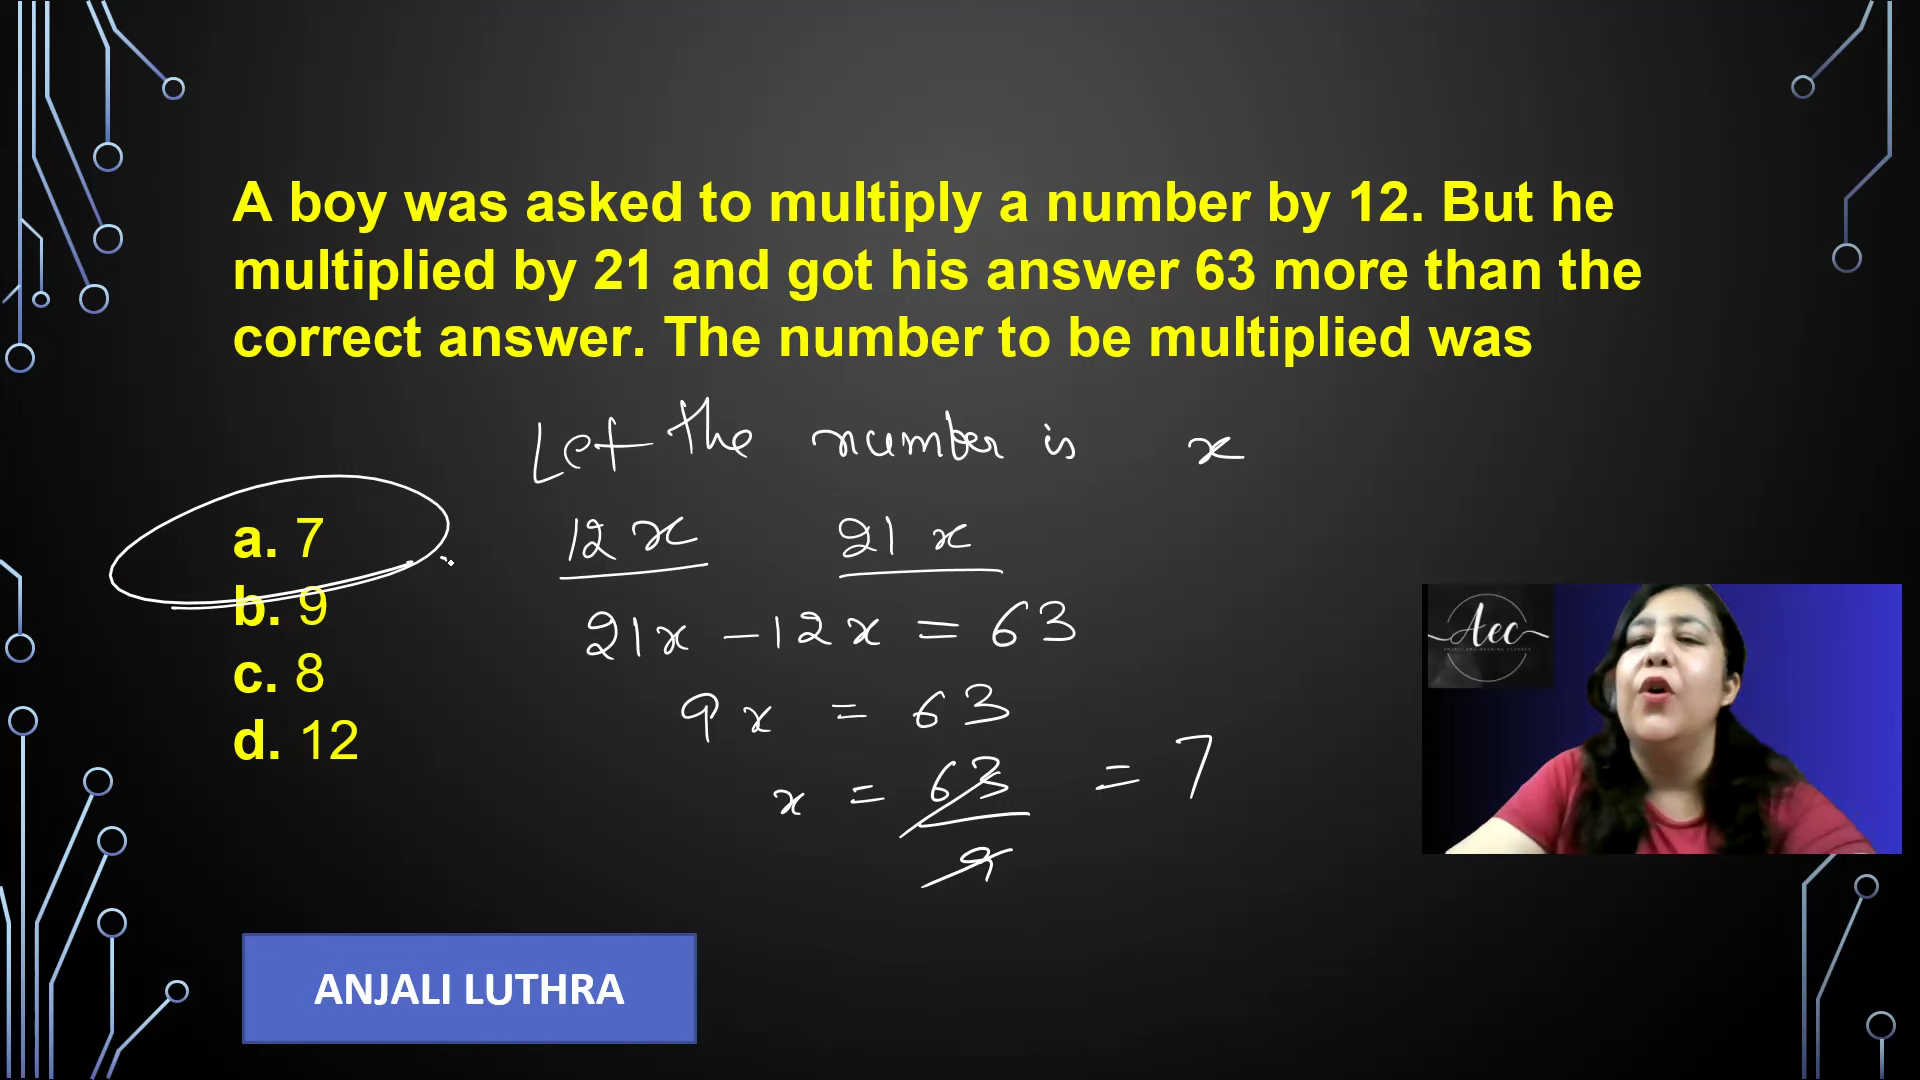 A boy was asked to multiply a number by 12. But he
multiplied by 21 and got his answer 63 more than the
correct answer. The number to be multiplied was
Let the number is x
a. 7
b. 9
c. 8
d. 12
12x 21x
21x - 12x = 63
9x = 63
x = 63/9 = 7
Aec
ANJALI LUTHRA